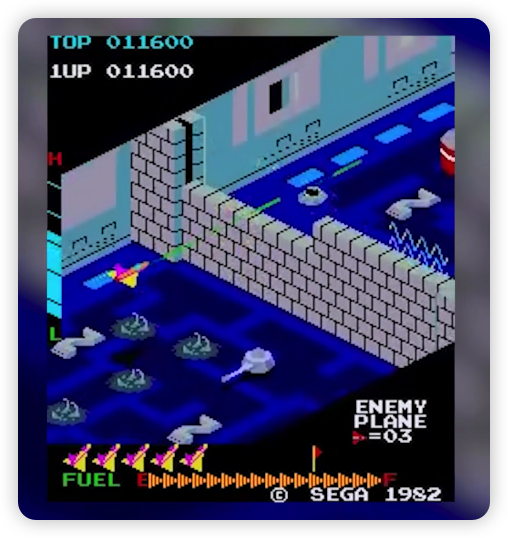 TOP 011600
1UP 011600
H
L
ENEMY
PLANE
=03
FUEL E F
© SEGA 1982